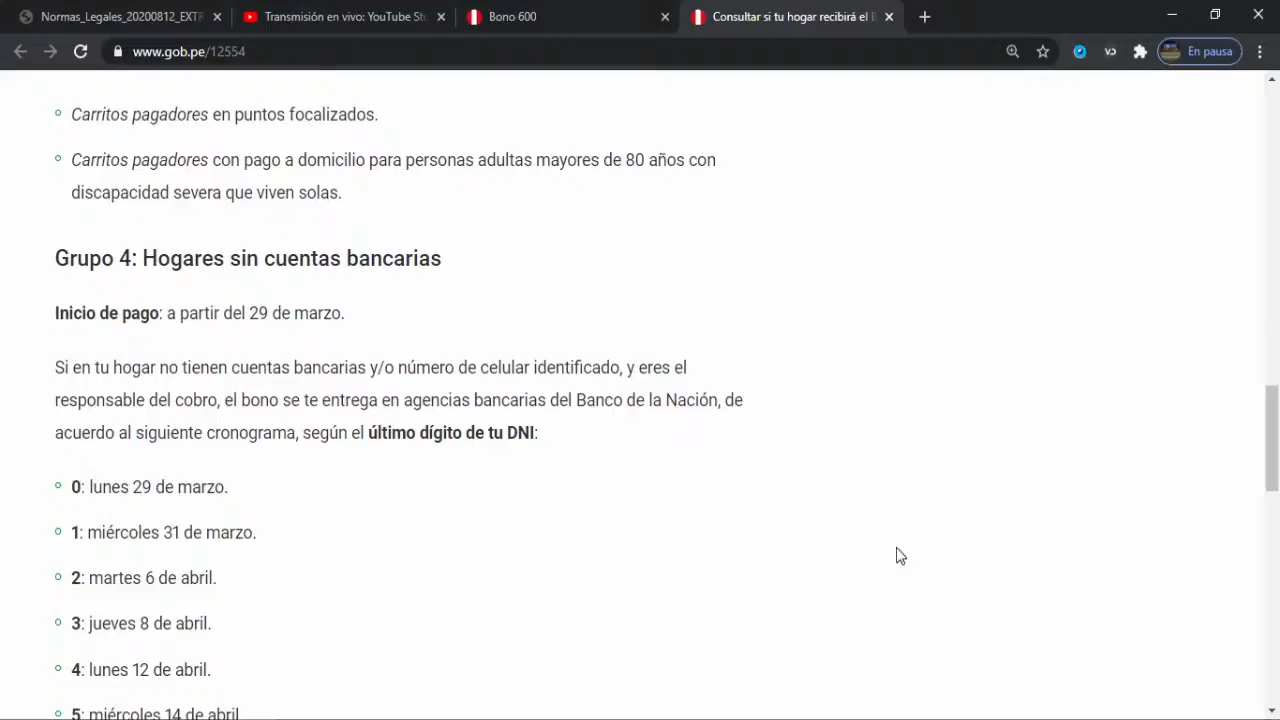 Normas_Legales_20200812_EXTR
Transmisión en vivo: YouTube St
Bono 600
Consultar si tu hogar recibirá el B
www.gob.pe/12554
En pausa
Carritos pagadores en puntos focalizados.
Carritos pagadores con pago a domicilio para personas adultas mayores de 80 años con
discapacidad severa que viven solas.
Grupo 4: Hogares sin cuentas bancarias
Inicio de pago: a partir del 29 de marzo.
Si en tu hogar no tienen cuentas bancarias y/o número de celular identificado, y eres el
responsable del cobro, el bono se te entrega en agencias bancarias del Banco de la Nación, de
acuerdo al siguiente cronograma, según el último dígito de tu DNI:
0: lunes 29 de marzo.
1: miércoles 31 de marzo.
2: martes 6 de abril.
3: jueves 8 de abril.
4: lunes 12 de abril.
5: miércoles 14 de abril